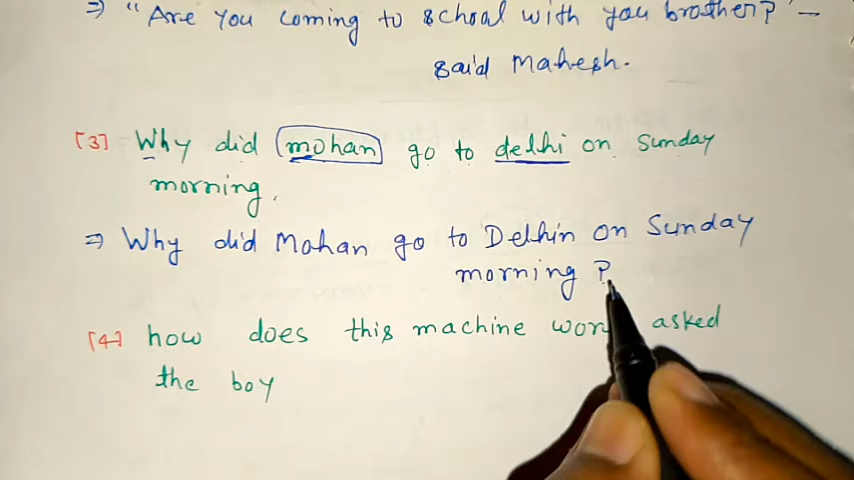 ⇒ "Are you coming to school with you brother?" -
said Mahesh.
[3] Why did mohan go to delhi on Sunday
morning.
⇒ Why did Mohan go to Delhin on Sunday
morning ?
[4] how does this machine asked
the boy